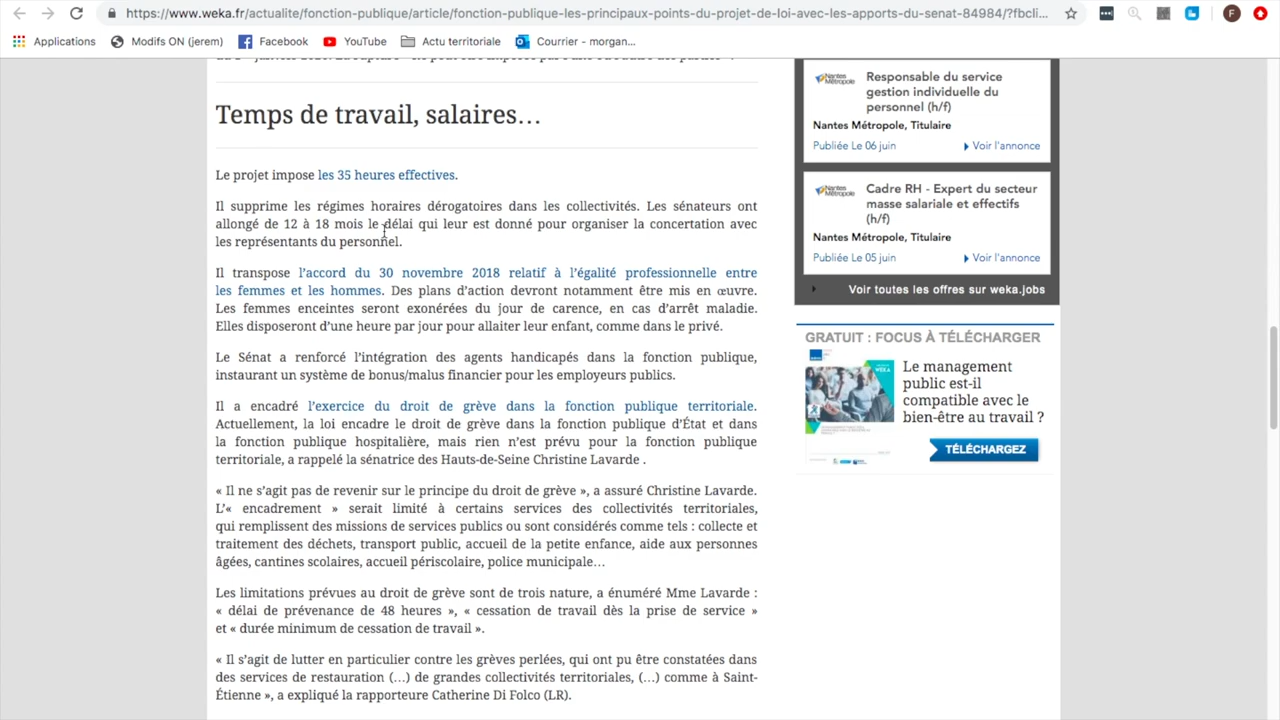 https://www.weka.fr/actualite/fonction-publique/article/fonction-publique-les-principaux-points-du-projet-de-loi-avec-les-apports-du-senat-84984/?fbcli...
F
Applications
Modifs ON (jerem)
Facebook
YouTube
Actu territoriale
Courrier - morgan...
Temps de travail, salaires…
Le projet impose les 35 heures effectives.
Il supprime les régimes horaires dérogatoires dans les collectivités. Les sénateurs ont
allongé de 12 à 18 mois le délai qui leur est donné pour organiser la concertation avec
les représentants du personnel.
Il transpose l’accord du 30 novembre 2018 relatif à l’égalité professionnelle entre
les femmes et les hommes. Des plans d’action devront notamment être mis en œuvre.
Les femmes enceintes seront exonérées du jour de carence, en cas d’arrêt maladie.
Elles disposeront d’une heure par jour pour allaiter leur enfant, comme dans le privé.
Le Sénat a renforcé l’intégration des agents handicapés dans la fonction publique,
instaurant un système de bonus/malus financier pour les employeurs publics.
Il a encadré l’exercice du droit de grève dans la fonction publique territoriale.
Actuellement, la loi encadre le droit de grève dans la fonction publique d’État et dans
la fonction publique hospitalière, mais rien n’est prévu pour la fonction publique
territoriale, a rappelé la sénatrice des Hauts-de-Seine Christine Lavarde .
« Il ne s’agit pas de revenir sur le principe du droit de grève », a assuré Christine Lavarde.
L’« encadrement » serait limité à certains services des collectivités territoriales,
qui remplissent des missions de services publics ou sont considérés comme tels : collecte et
traitement des déchets, transport public, accueil de la petite enfance, aide aux personnes
âgées, cantines scolaires, accueil périscolaire, police municipale…
Les limitations prévues au droit de grève sont de trois nature, a énuméré Mme Lavarde :
« délai de prévenance de 48 heures », « cessation de travail dès la prise de service »
et « durée minimum de cessation de travail ».
« Il s’agit de lutter en particulier contre les grèves perlées, qui ont pu être constatées dans
des services de restauration (…) de grandes collectivités territoriales, (…) comme à Saint-
Étienne », a expliqué la rapporteure Catherine Di Folco (LR).
Nantes Métropole
Responsable du service
gestion individuelle du
personnel (h/f)
Nantes Métropole, Titulaire
Publiée Le 06 juin
Voir l'annonce
Nantes Métropole
Cadre RH - Expert du secteur
masse salariale et effectifs
(h/f)
Nantes Métropole, Titulaire
Publiée Le 05 juin
Voir l'annonce
Voir toutes les offres sur weka.jobs
GRATUIT : FOCUS À TÉLÉCHARGER
Le management
public est-il
compatible avec le
bien-être au travail ?
TÉLÉCHARGEZ